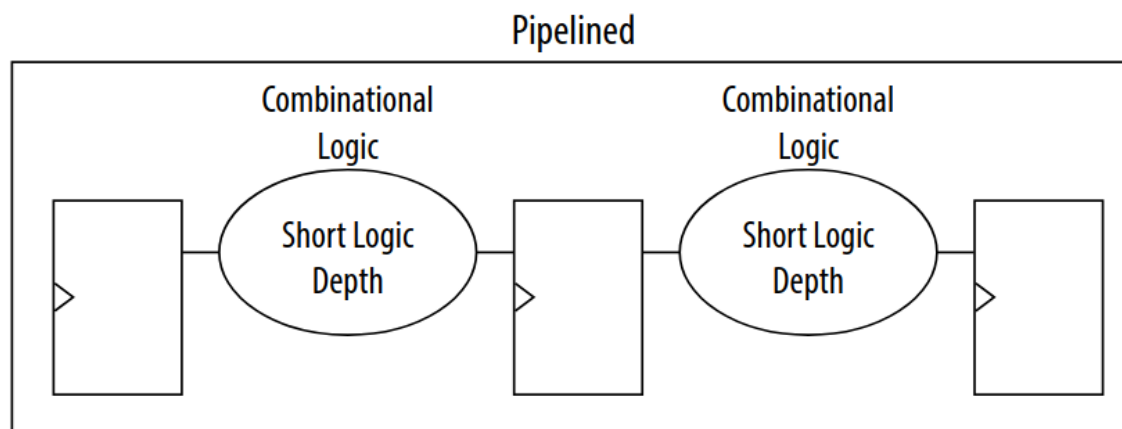 Pipelined
Combinational
Logic
Short Logic
Depth
Combinational
Logic
Short Logic
Depth